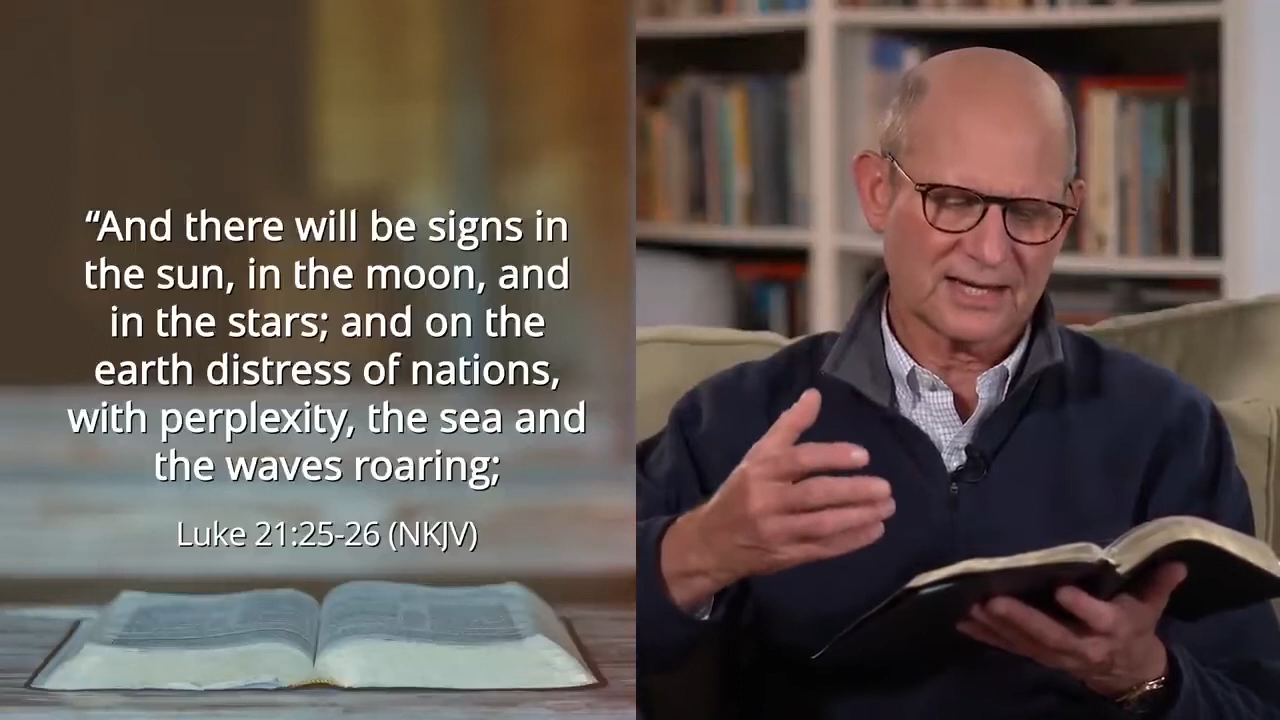 “And there will be signs in
the sun, in the moon, and
in the stars; and on the
earth distress of nations,
with perplexity, the sea and
the waves roaring;
Luke 21:25-26 (NKJV)